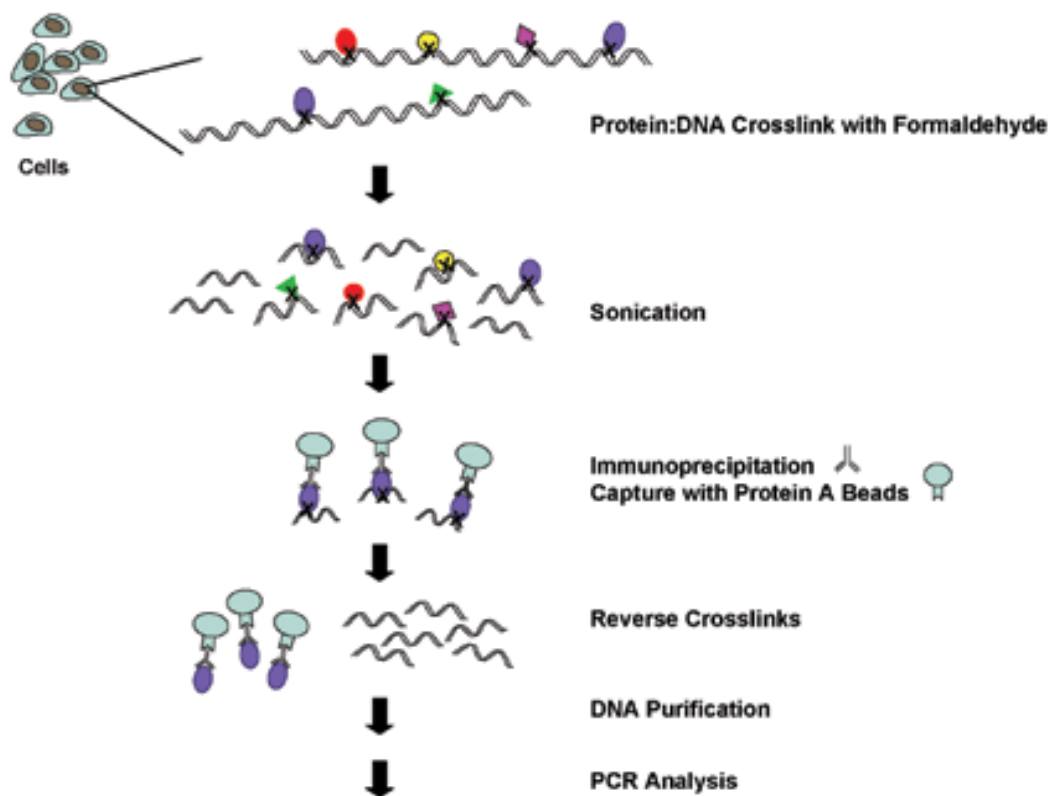 Cells
Protein:DNA Crosslink with Formaldehyde
Sonication
Immunoprecipitation
Capture with Protein A Beads
Reverse Crosslinks
DNA Purification
PCR Analysis